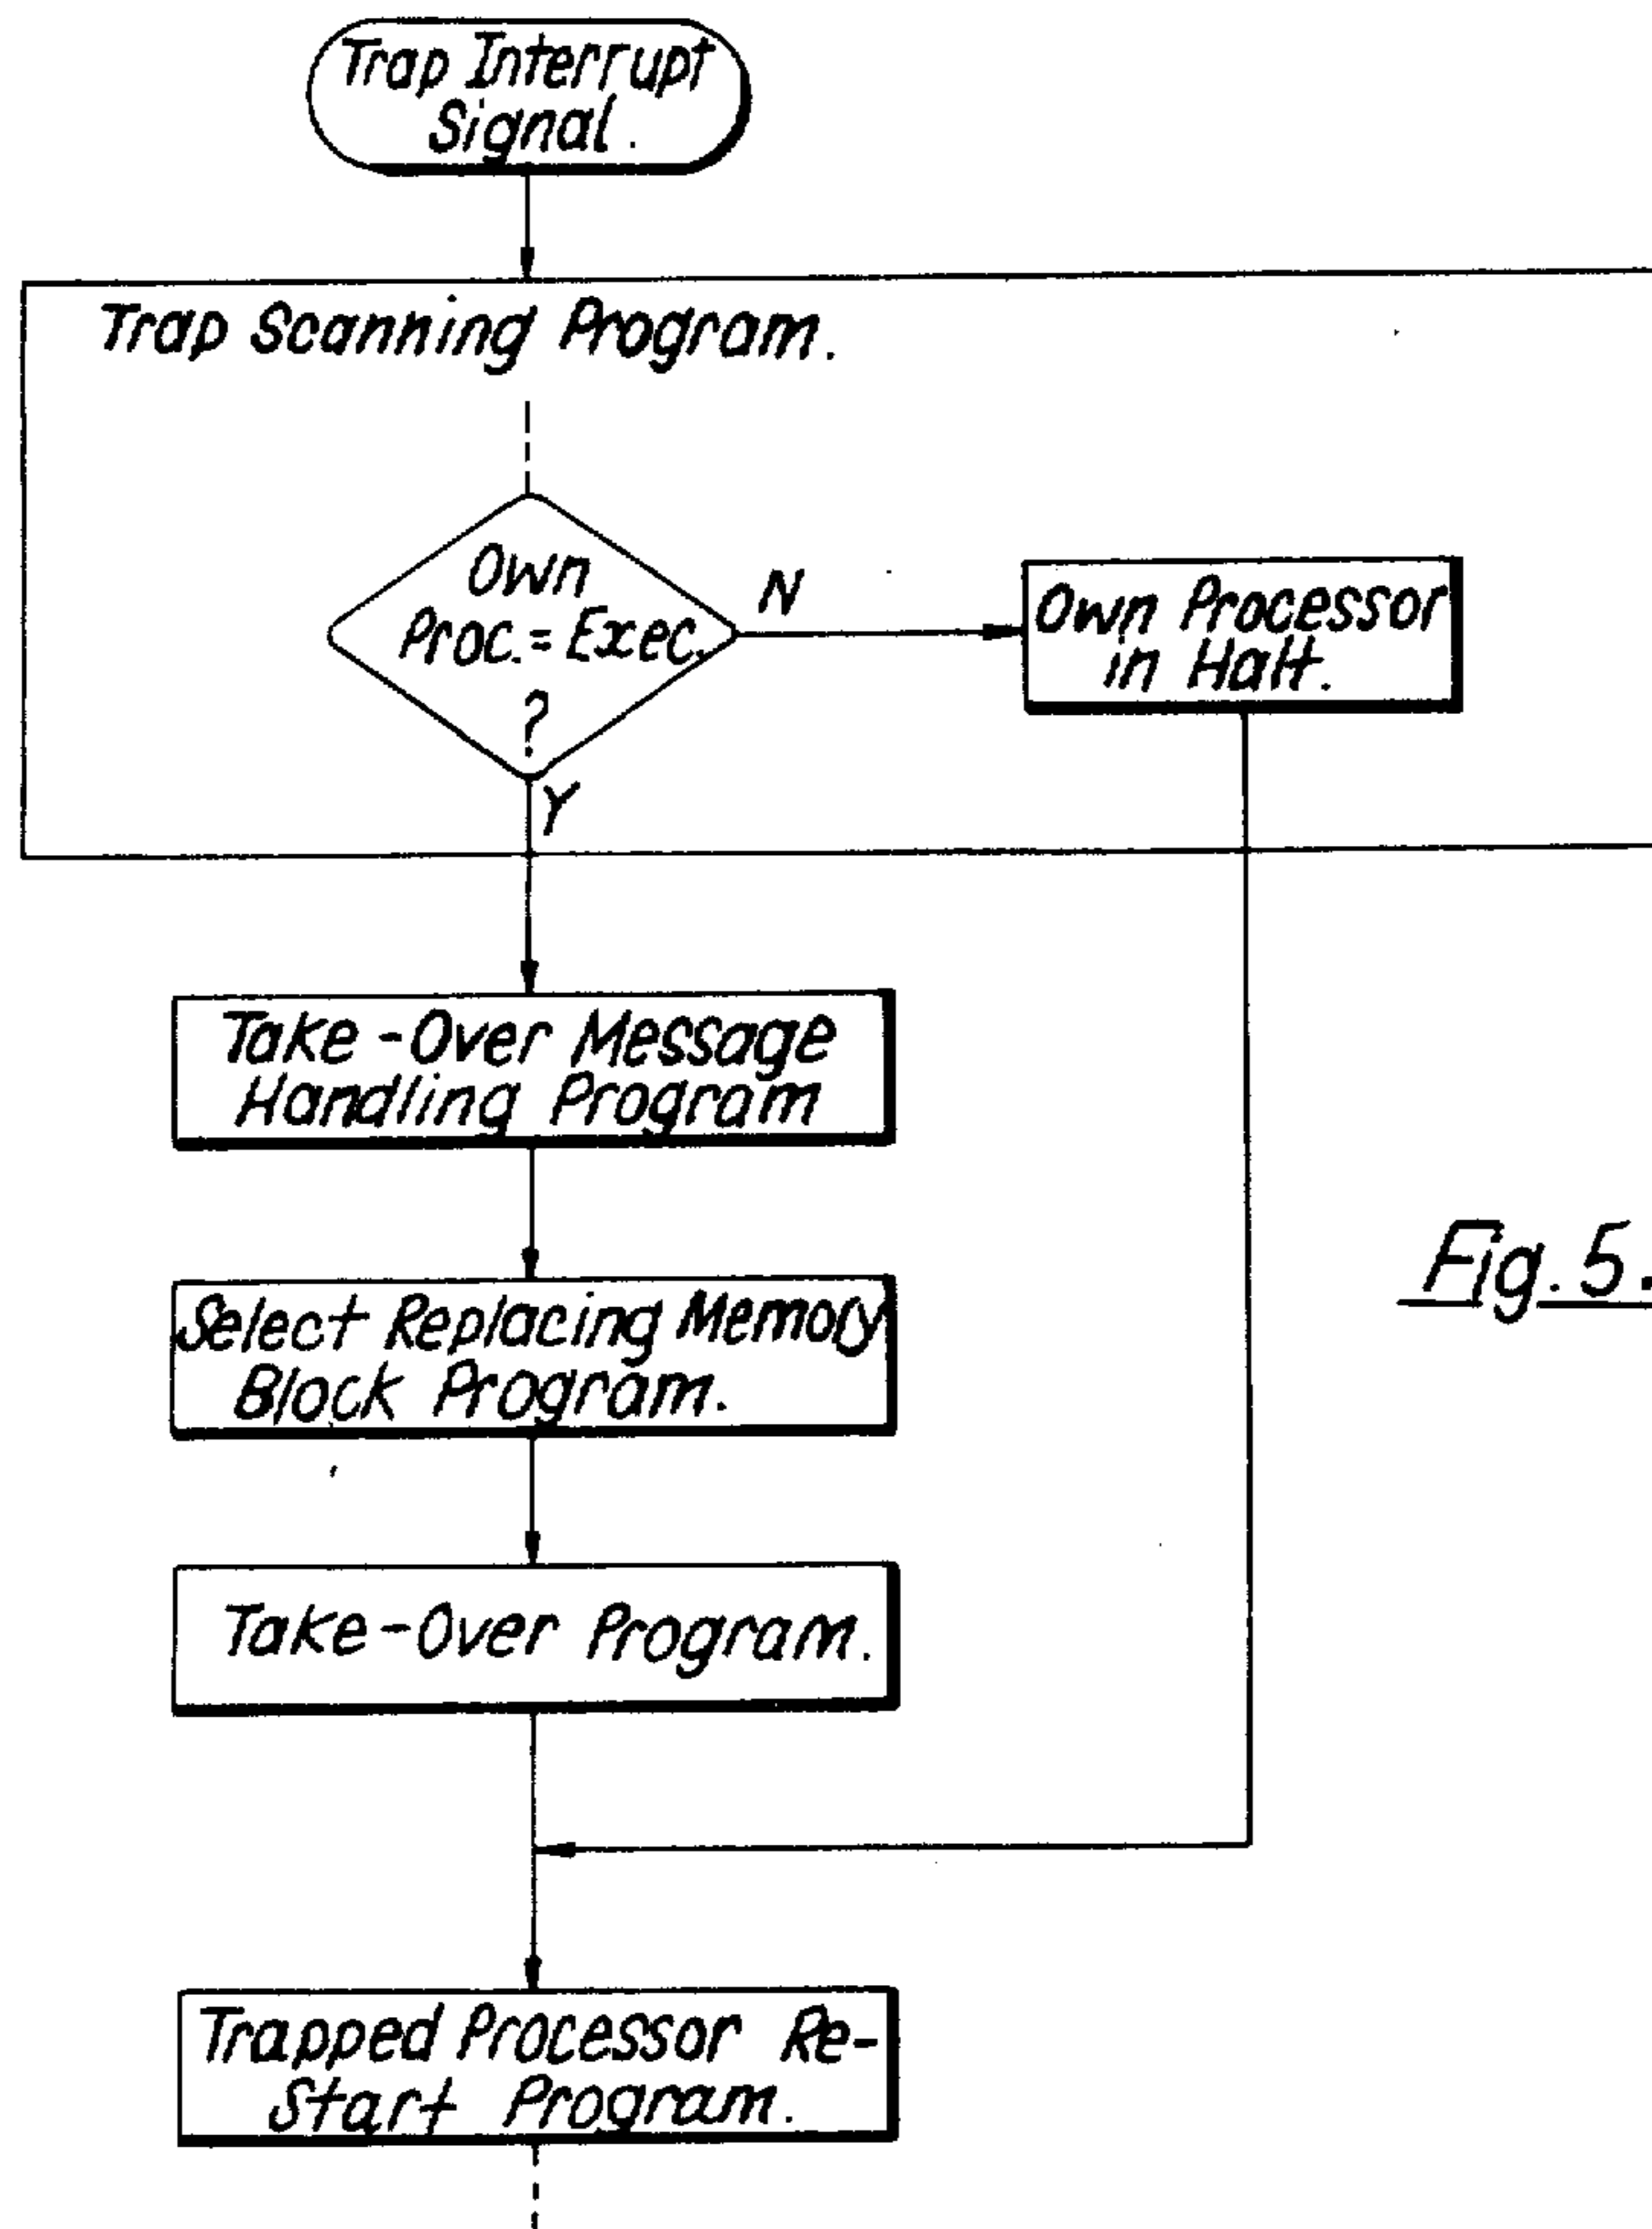 Trap Interrupt
Signal.
Trap Scanning Program.
Own
Proc.=Exec.
?
N
Own Processor
in Halt.
Y
Take-Over Message
Handling Program
Select Replacing Memory
Block Program.
Fig. 5.
Take-Over Program.
Trapped Processor Re-
Start Program.